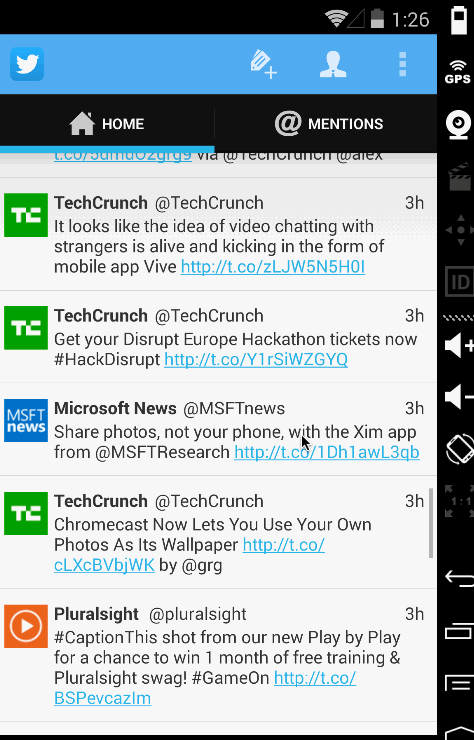 1:26
GPS
HOME
@ MENTIONS
t.co/5dmuO2grg9 via @TechCrunch @alex
TechCrunch @TechCrunch 3h
It looks like the idea of video chatting with
strangers is alive and kicking in the form of
mobile app Vive http://t.co/zLJW5N5H0I
ID
TechCrunch @TechCrunch 3h
Get your Disrupt Europe Hackathon tickets now
#HackDisrupt http://t.co/Y1rSiWZGYQ
MSFT
news
Microsoft News @MSFTnews 3h
Share photos, not your phone, with the Xim app
from @MSFTResearch http://t.co/1Dh1awL3qb
1:1
TechCrunch @TechCrunch 3h
Chromecast Now Lets You Use Your Own
Photos As Its Wallpaper http://t.co/
cLXcBVbjWK by @grg
Pluralsight @pluralsight 3h
#CaptionThis shot from our new Play by Play
for a chance to win 1 month of free training &
Pluralsight swag! #GameOn http://t.co/
BSPevcazIm